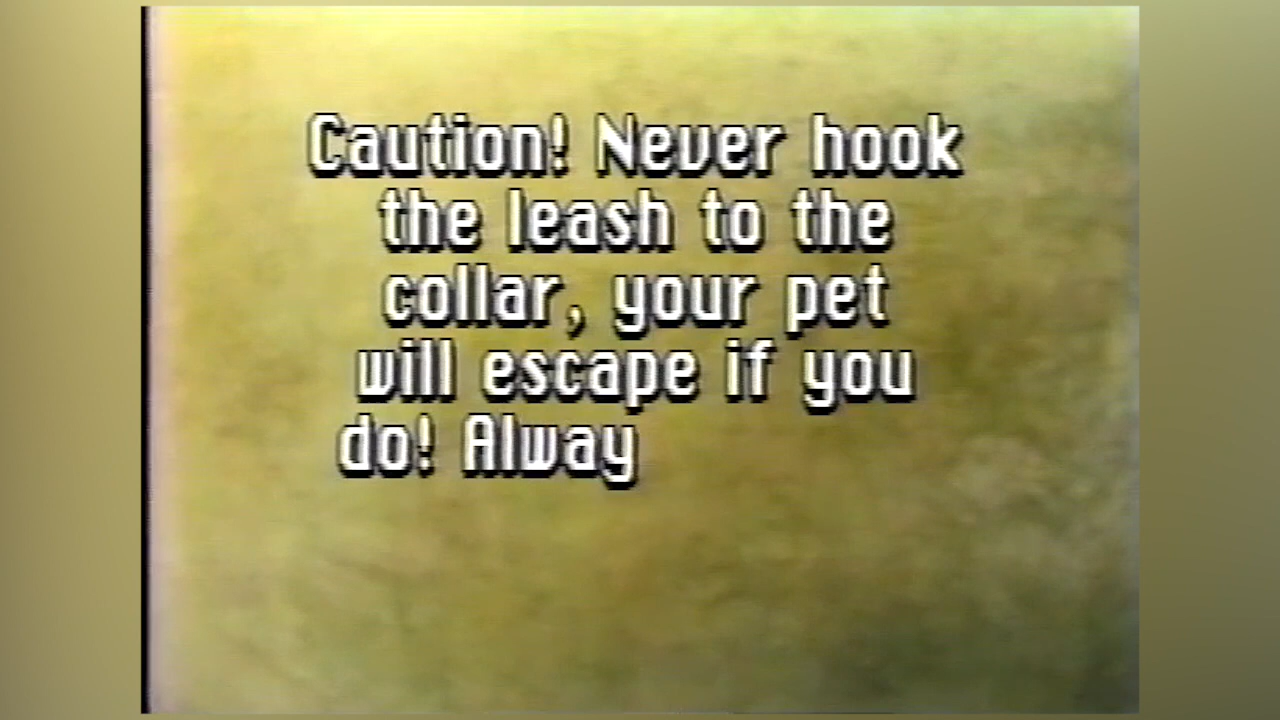 Caution! Never hook
the leash to the
collar, your pet
will escape if you
do! Alway